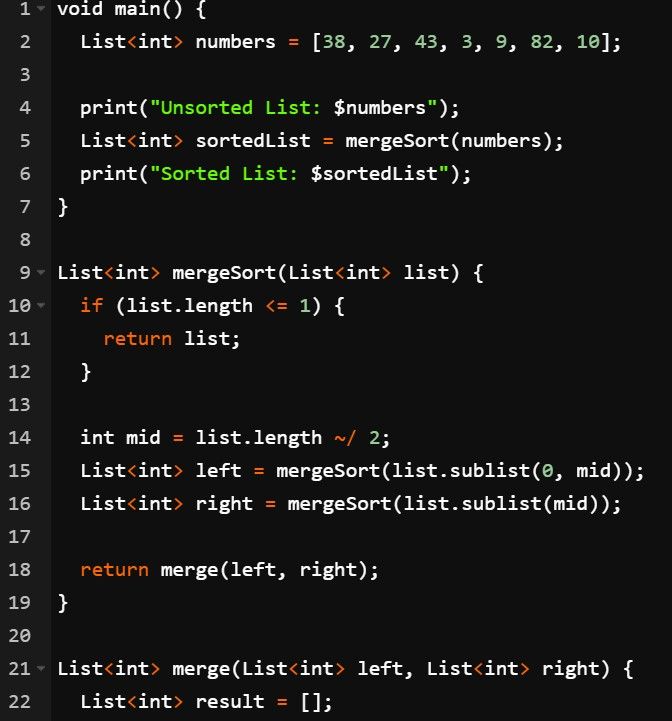 1 void main() {
2 List<int> numbers = [38, 27, 43, 3, 9, 82, 10];
3
4 print("Unsorted List: $numbers");
5 List<int> sortedList = mergeSort(numbers);
6 print("Sorted List: $sortedList");
7 }
8
9 List<int> mergeSort(List<int> list) {
10 if (list.length <= 1) {
11 return list;
12 }
13
14 int mid = list.length ~/ 2;
15 List<int> left = mergeSort(list.sublist(0, mid));
16 List<int> right = mergeSort(list.sublist(mid));
17
18 return merge(left, right);
19 }
20
21 List<int> merge(List<int> left, List<int> right) {
22 List<int> result = [];